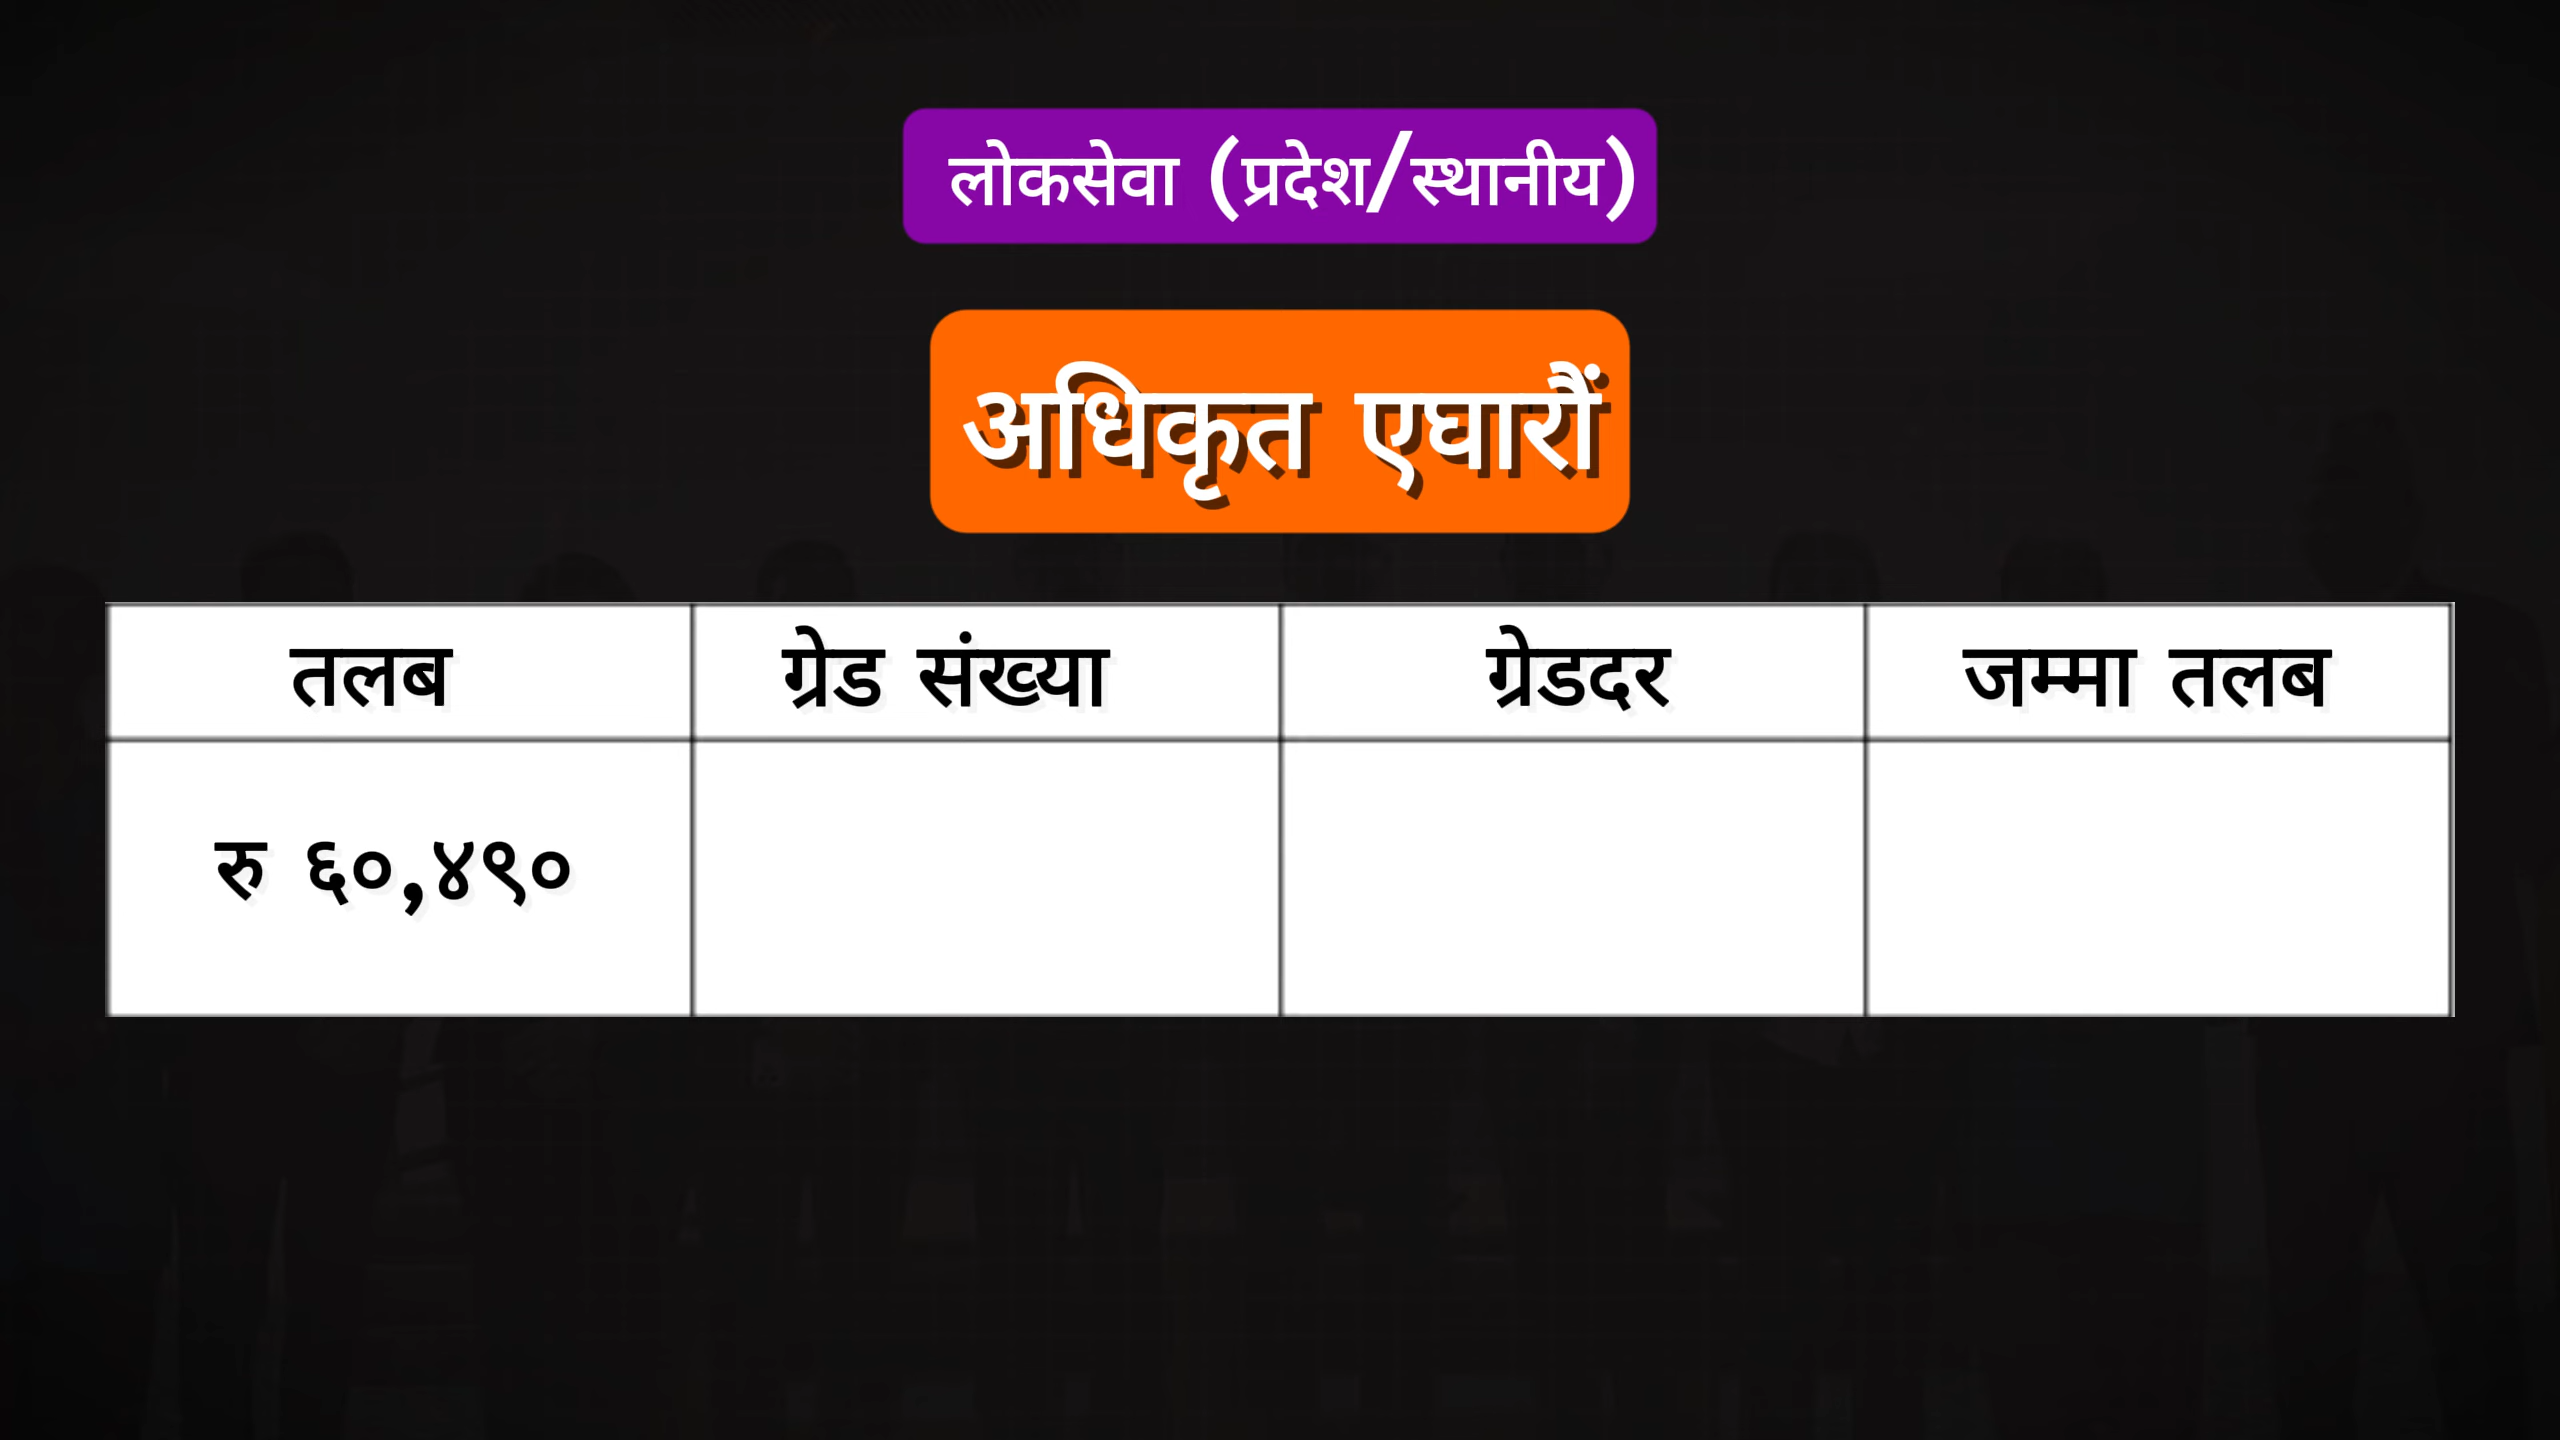 लोकसेवा (प्रदेश/स्थानीय)
अधिकृत एघारौं
तलब ग्रेड संख्या ग्रेडदर जम्मा तलब
रु ६०,४९०